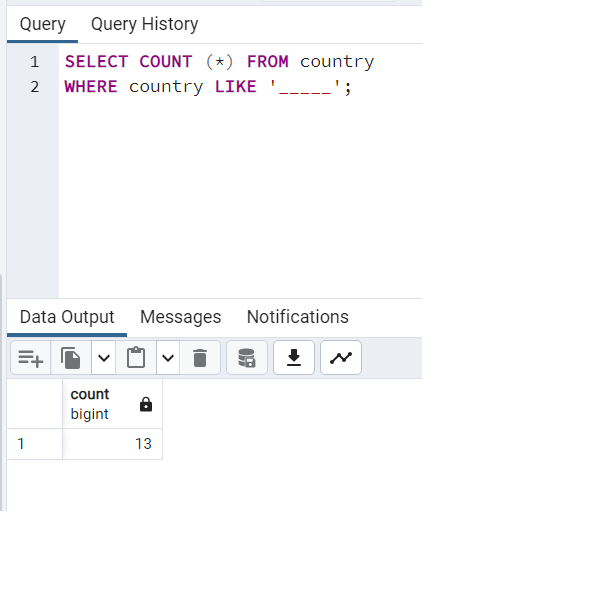 Query Query History
1 SELECT COUNT (*) FROM country
2 WHERE country LIKE '_____';
Data Output Messages Notifications
count
bigint
1 13